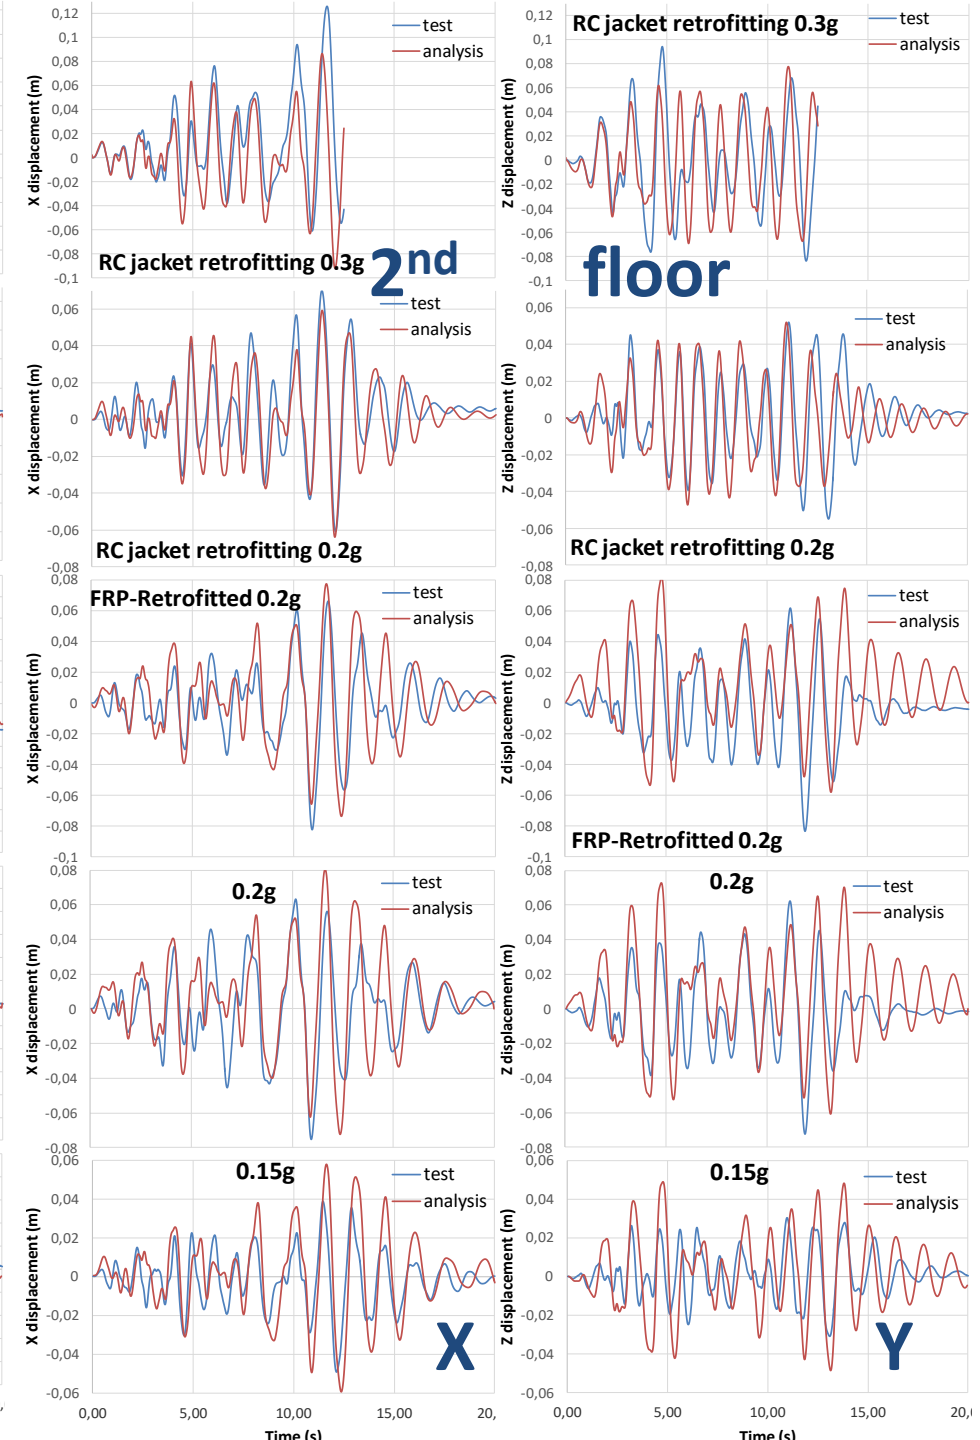 0,12
0,1
0,08
0,06
0,04
0,02
0
-0,02
-0,04
-0,06
-0,08
-0,1
X displacement (m)
test
analysis
RC jacket retrofitting 0.3g
2nd
0,12
0,1
0,08
0,06
0,04
0,02
0
-0,02
-0,04
-0,06
-0,08
-0,1
Z displacement (m)
RC jacket retrofitting 0.3g
test
analysis
floor
0,06
0,04
0,02
0
-0,02
-0,04
-0,06
-0,08
X displacement (m)
test
analysis
RC jacket retrofitting 0.2g
0,06
0,04
0,02
0
-0,02
-0,04
-0,06
-0,08
Z displacement (m)
test
analysis
RC jacket retrofitting 0.2g
0,08
0,06
0,04
0,02
0
-0,02
-0,04
-0,06
-0,08
-0,1
X displacement (m)
FRP-Retrofitted 0.2g
test
analysis
0,08
0,06
0,04
0,02
0
-0,02
-0,04
-0,06
-0,08
-0,1
Z displacement (m)
test
analysis
FRP-Retrofitted 0.2g
0,08
0,06
0,04
0,02
0
-0,02
-0,04
-0,06
-0,08
X displacement (m)
0.2g
test
analysis
0,08
0,06
0,04
0,02
0
-0,02
-0,04
-0,06
-0,08
Z displacement (m)
0.2g
test
analysis
0,06
0,04
0,02
0
-0,02
-0,04
-0,06
X displacement (m)
0.15g
test
analysis
X
0,00
5,00
10,00
15,00
20,
Time (s)
0,06
0,04
0,02
0
-0,02
-0,04
-0,06
Z displacement (m)
0.15g
test
analysis
Y
0,00
5,00
10,00
15,00
20,0
Time (s)